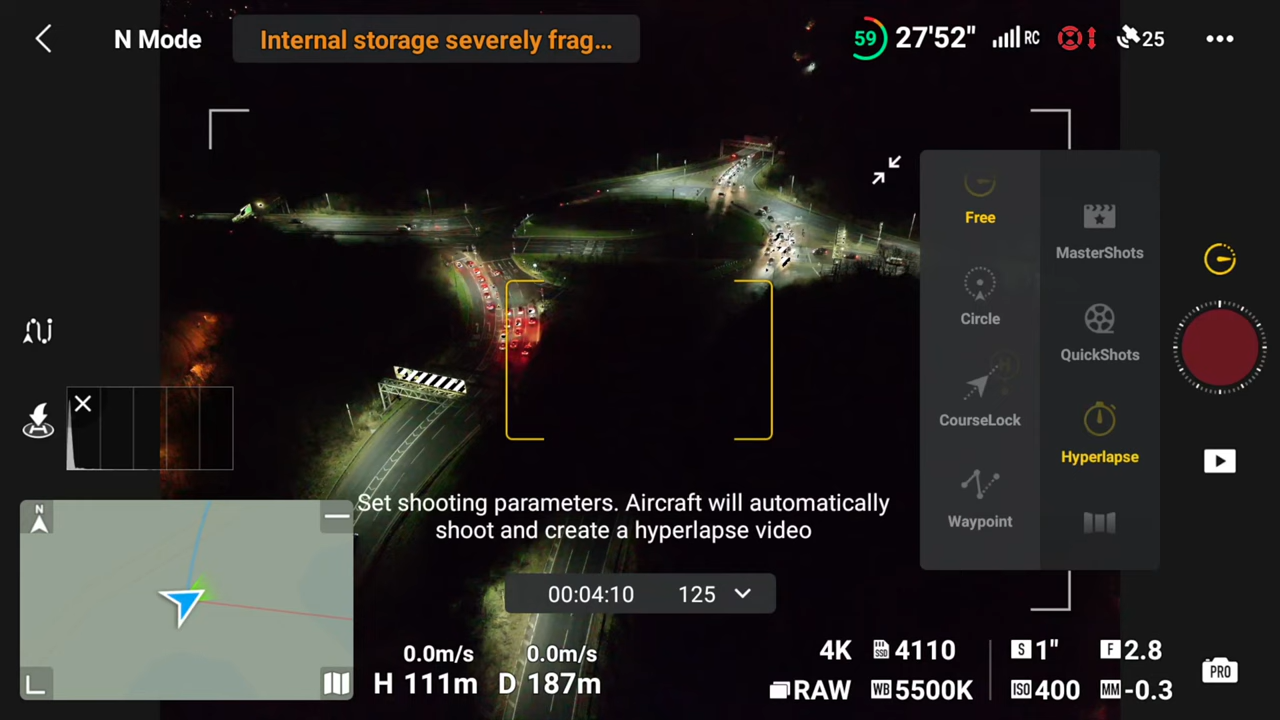 N Mode
Internal storage severely frag...
59
27'52"
RC
25
Free
MasterShots
Circle
QuickShots
CourseLock
Hyperlapse
Waypoint
N
Set shooting parameters. Aircraft will automatically
shoot and create a hyperlapse video
00:04:10 125
0.0m/s 0.0m/s
H 111m D 187m
4K SSD 4110
RAW WB 5500K
S 1" F 2.8
ISO 400 MM -0.3
PRO